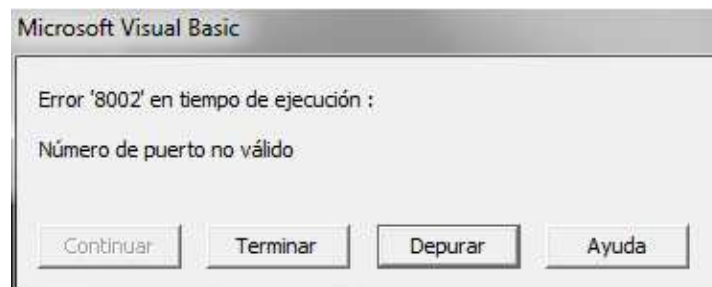 Microsoft Visual Basic
Error '8002' en tiempo de ejecución :
Número de puerto no válido
Continuar Terminar Depurar Ayuda